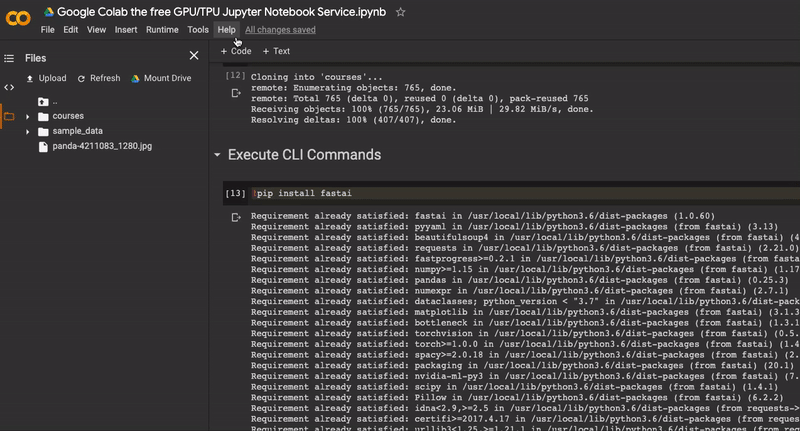 Google Colab the free GPU/TPU Jupyter Notebook Service.ipynb
File Edit View Insert Runtime Tools Help All changes saved
Files
Upload Refresh Mount Drive
..
courses
sample_data
panda-4211083_1280.jpg
+ Code + Text
[12] Cloning into 'courses'...
remote: Enumerating objects: 765, done.
remote: Total 765 (delta 0), reused 0 (delta 0), pack-reused 765
Receiving objects: 100% (765/765), 23.06 MiB | 29.82 MiB/s, done.
Resolving deltas: 100% (407/407), done.
Execute CLI Commands
[13] !pip install fastai
Requirement already satisfied: fastai in /usr/local/lib/python3.6/dist-packages (1.0.60)
Requirement already satisfied: pyyaml in /usr/local/lib/python3.6/dist-packages (from fastai) (3.13)
Requirement already satisfied: beautifulsoup4 in /usr/local/lib/python3.6/dist-packages (from fastai) (4
Requirement already satisfied: requests in /usr/local/lib/python3.6/dist-packages (from fastai) (2.21.0)
Requirement already satisfied: fastprogress>=0.2.1 in /usr/local/lib/python3.6/dist-packages (from fasta
Requirement already satisfied: numpy>=1.15 in /usr/local/lib/python3.6/dist-packages (from fastai) (1.17
Requirement already satisfied: pandas in /usr/local/lib/python3.6/dist-packages (from fastai) (0.25.3)
Requirement already satisfied: numexpr in /usr/local/lib/python3.6/dist-packages (from fastai) (2.7.1)
Requirement already satisfied: dataclasses; python_version < "3.7" in /usr/local/lib/python3.6/dist-pack
Requirement already satisfied: matplotlib in /usr/local/lib/python3.6/dist-packages (from fastai) (3.1.3
Requirement already satisfied: bottleneck in /usr/local/lib/python3.6/dist-packages (from fastai) (1.3.1
Requirement already satisfied: torchvision in /usr/local/lib/python3.6/dist-packages (from fastai) (0.5.
Requirement already satisfied: torch>=1.0.0 in /usr/local/lib/python3.6/dist-packages (from fastai) (1.4
Requirement already satisfied: spacy>=2.0.18 in /usr/local/lib/python3.6/dist-packages (from fastai) (2.
Requirement already satisfied: packaging in /usr/local/lib/python3.6/dist-packages (from fastai) (20.1)
Requirement already satisfied: nvidia-ml-py3 in /usr/local/lib/python3.6/dist-packages (from fastai) (7.
Requirement already satisfied: scipy in /usr/local/lib/python3.6/dist-packages (from fastai) (1.4.1)
Requirement already satisfied: Pillow in /usr/local/lib/python3.6/dist-packages (from fastai) (6.2.2)
Requirement already satisfied: idna<2.9,>=2.5 in /usr/local/lib/python3.6/dist-packages (from requests->
Requirement already satisfied: certifi>=2017.4.17 in /usr/local/lib/python3.6/dist-packages (from reques
Requirement already satisfied: urllib3<1.25,>=1.21.1 in /usr/local/lib/python3.6/dist-packages (from req